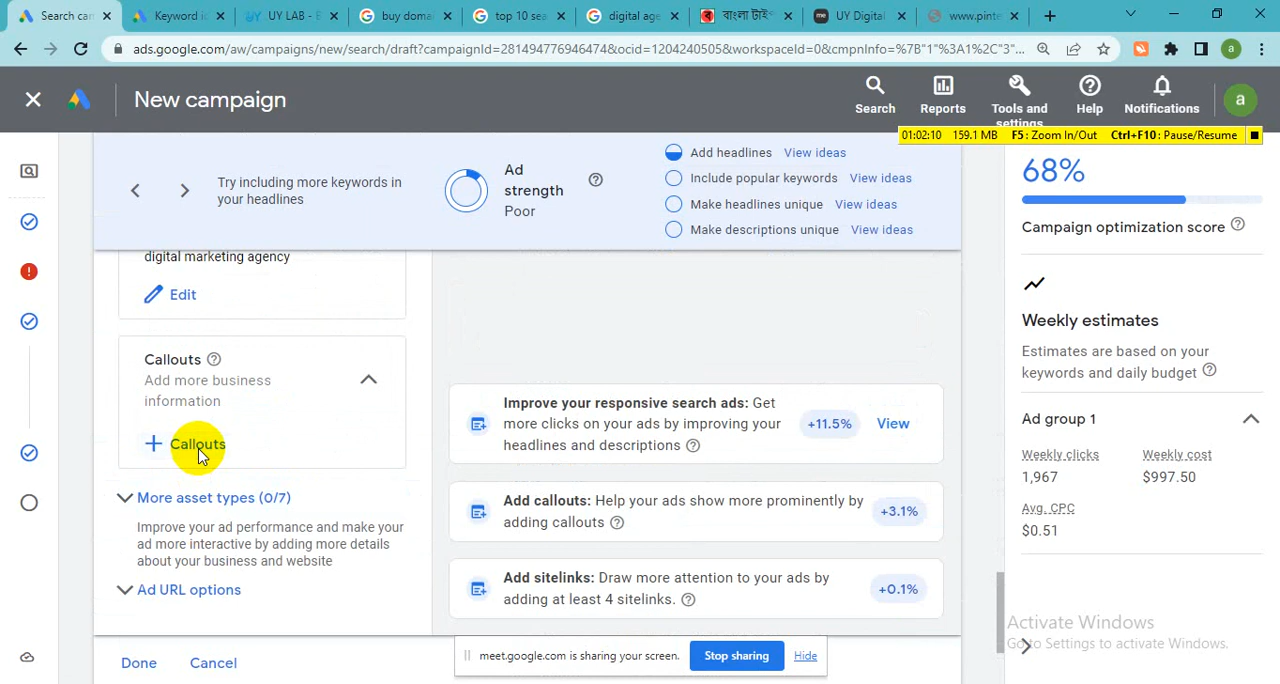 Search car
Keyword ic
UY LAB - E
buy doma
top 10 sea
digital age
বাংলা টাইপ
UY Digital
www.pinte
ads.google.com/aw/campaigns/new/search/draft?campaignId=281494776946474&ocid=1204240505&workspaceId=0&cmpnInfo=%7B"1"%3A1%2C"3"...
a
New campaign
Search
Reports
Tools and
settings
Help
Notifications
a
01:02:10 159.1 MB F5: Zoom In/Out Ctrl+F10: Pause/Resume
Try including more keywords in
your headlines
Ad
strength
Poor
Add headlines View ideas
Include popular keywords View ideas
Make headlines unique View ideas
Make descriptions unique View ideas
68%
Campaign optimization score
digital marketing agency
Edit
Callouts
Add more business
information
Callouts
More asset types (0/7)
Improve your ad performance and make your
ad more interactive by adding more details
about your business and website
Ad URL options
Improve your responsive search ads: Get
more clicks on your ads by improving your
headlines and descriptions
+11.5%
View
Add callouts: Help your ads show more prominently by
adding callouts
+3.1%
Add sitelinks: Draw more attention to your ads by
adding at least 4 sitelinks.
+0.1%
Weekly estimates
Estimates are based on your
keywords and daily budget
Ad group 1
Weekly clicks
Weekly cost
1,967
$997.50
Avg. CPC
$0.51
Activate Windows
Go to Settings to activate Windows.
Done
Cancel
meet.google.com is sharing your screen.
Stop sharing
Hide